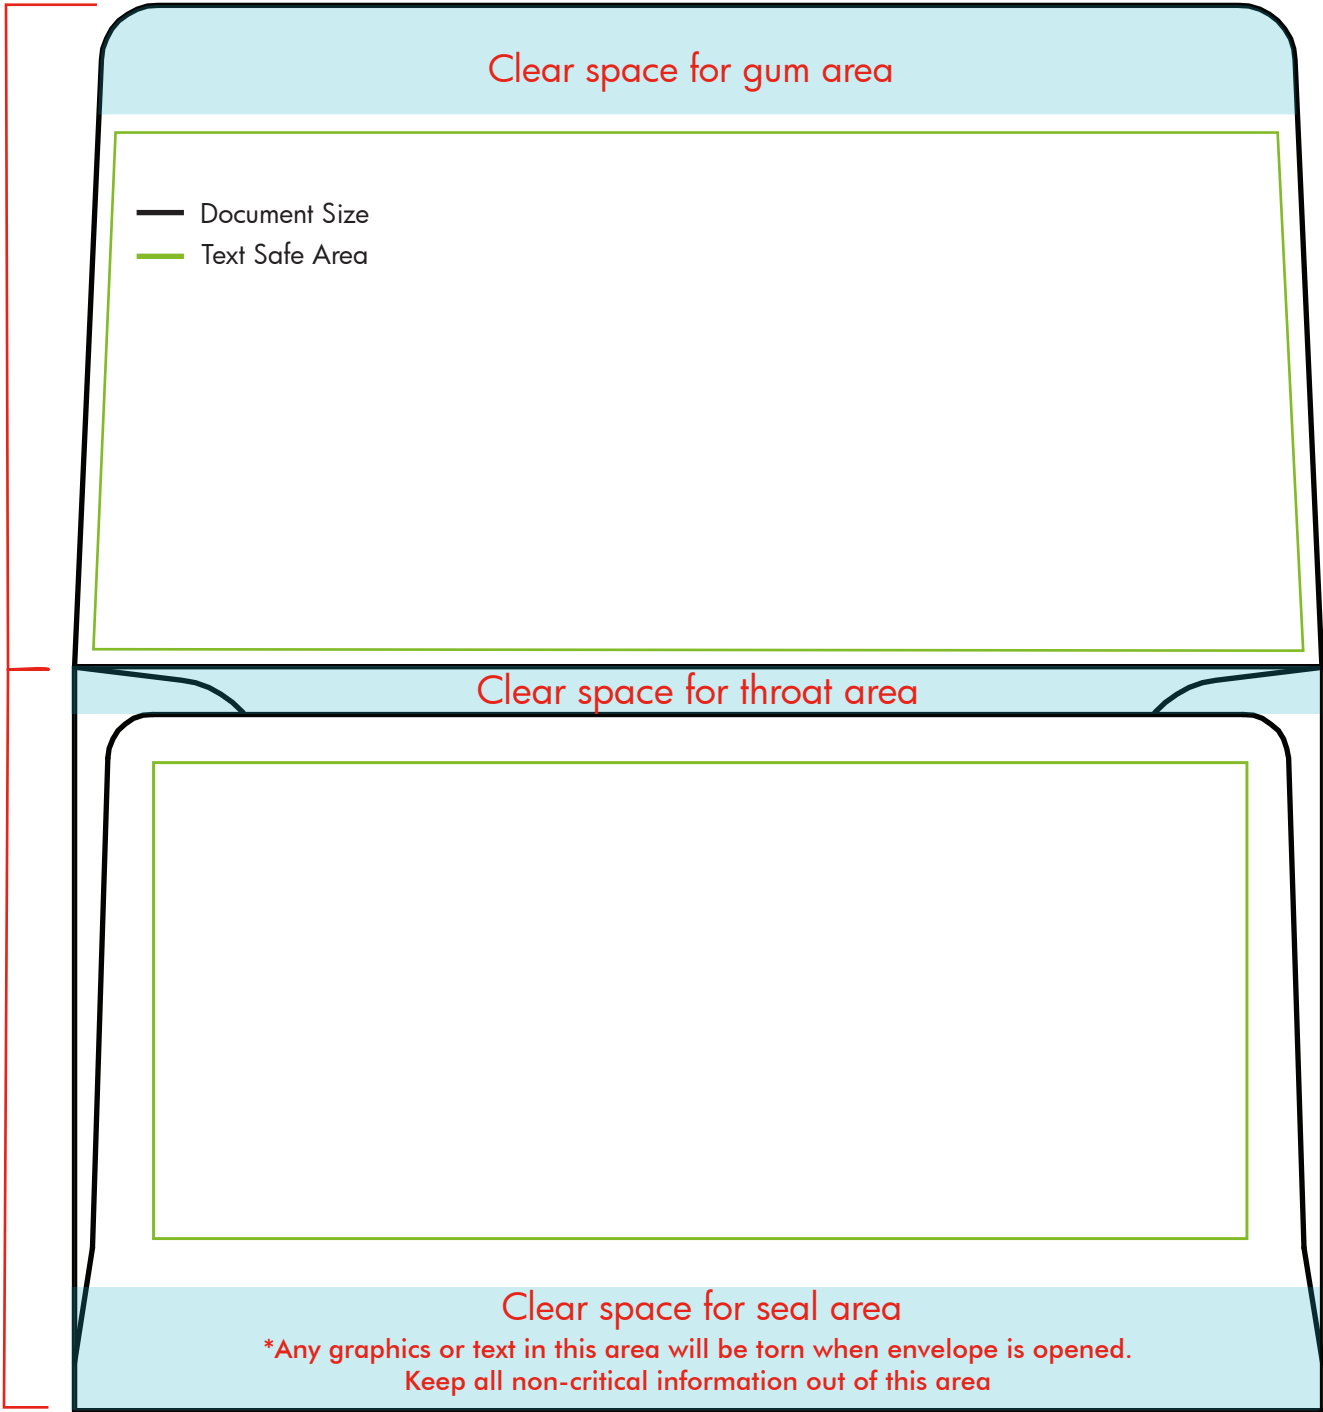 Clear space for gum area
Document Size
Text Safe Area
Clear space for throat area
Clear space for seal area
*Any graphics or text in this area will be torn when envelope is opened.
Keep all non-critical information out of this area